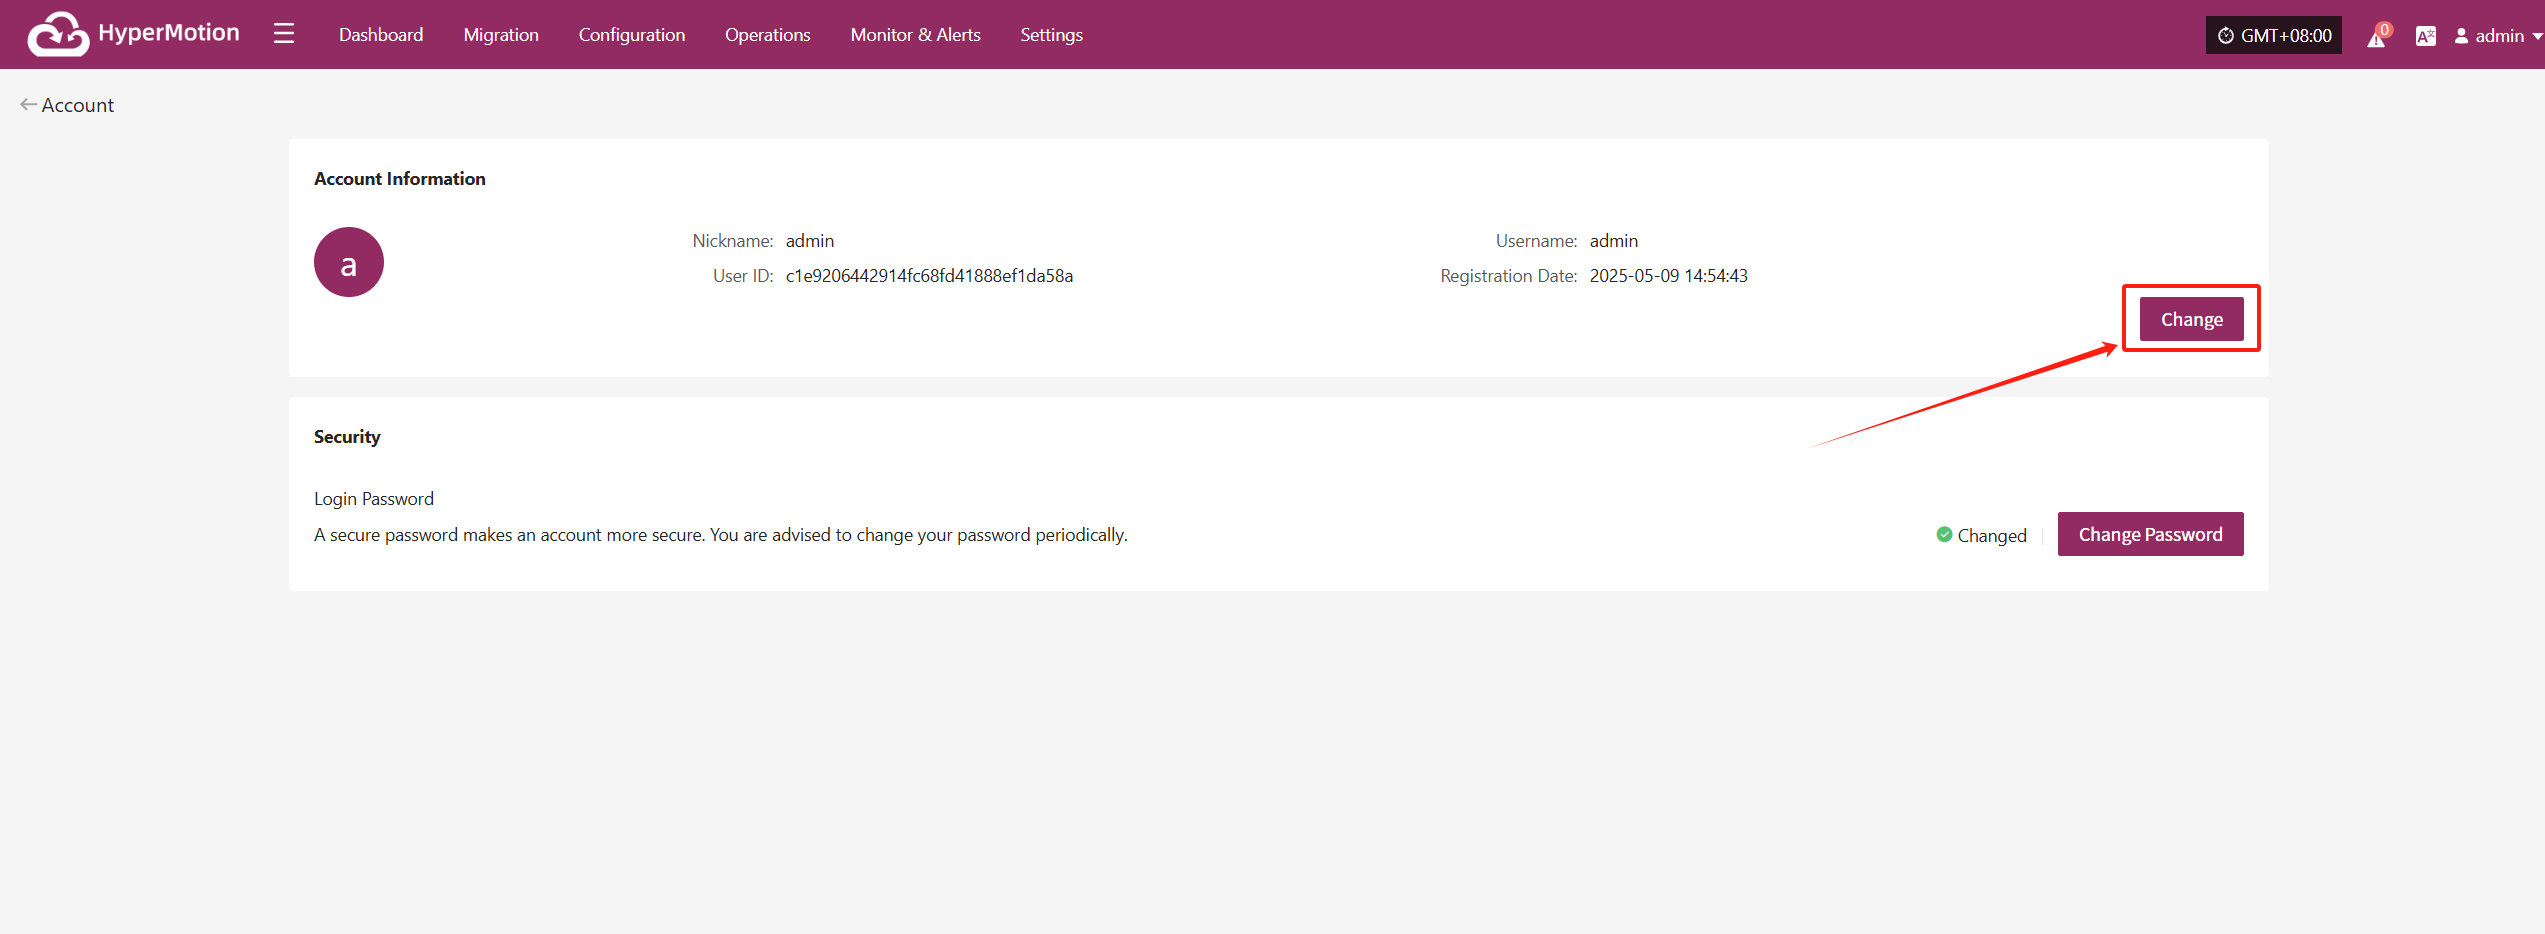 HyperMotion
Dashboard Migration Configuration Operations Monitor & Alerts Settings
GMT+08:00 0 A文 admin
Account
Account Information
a
Nickname: admin Username: admin
User ID: c1e9206442914fc68fd41888ef1da58a Registration Date: 2025-05-09 14:54:43
Change
Security
Login Password
A secure password makes an account more secure. You are advised to change your password periodically. Changed Change Password